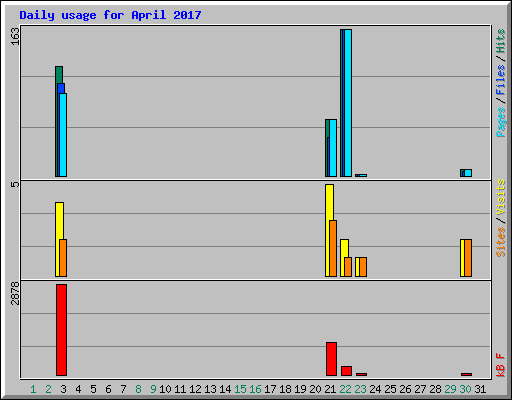 Daily usage for April 2017
163
Pages/Files/Hits
5
Sites/Visits
2878
kB F
1 2 3 4 5 6 7 8 9 10 11 12 13 14 15 16 17 18 19 20 21 22 23 24 25 26 27 28 29 30 31